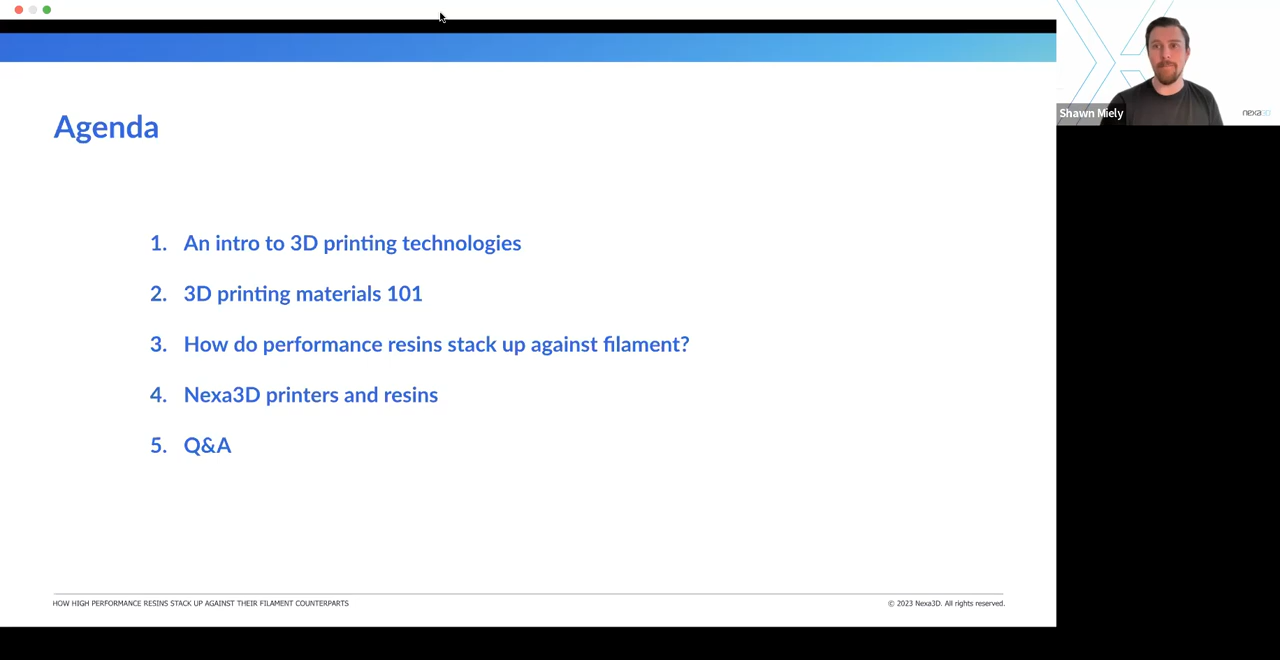 Agenda
1. An intro to 3D printing technologies
2. 3D printing materials 101
3. How do performance resins stack up against filament?
4. Nexa3D printers and resins
5. Q&A
HOW HIGH PERFORMANCE RESINS STACK UP AGAINST THEIR FILAMENT COUNTERPARTS
© 2023 Nexa3D. All rights reserved.
Shawn Miely
nexa3D